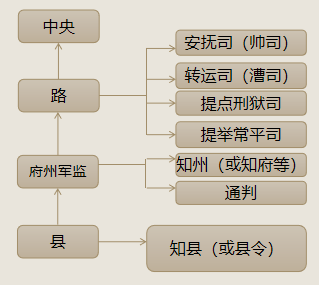 中央
安抚司（帅司）
路
转运司（漕司）
提点刑狱司
提举常平司
府州军监
知州（或知府等）
通判
县
知县（或县令）